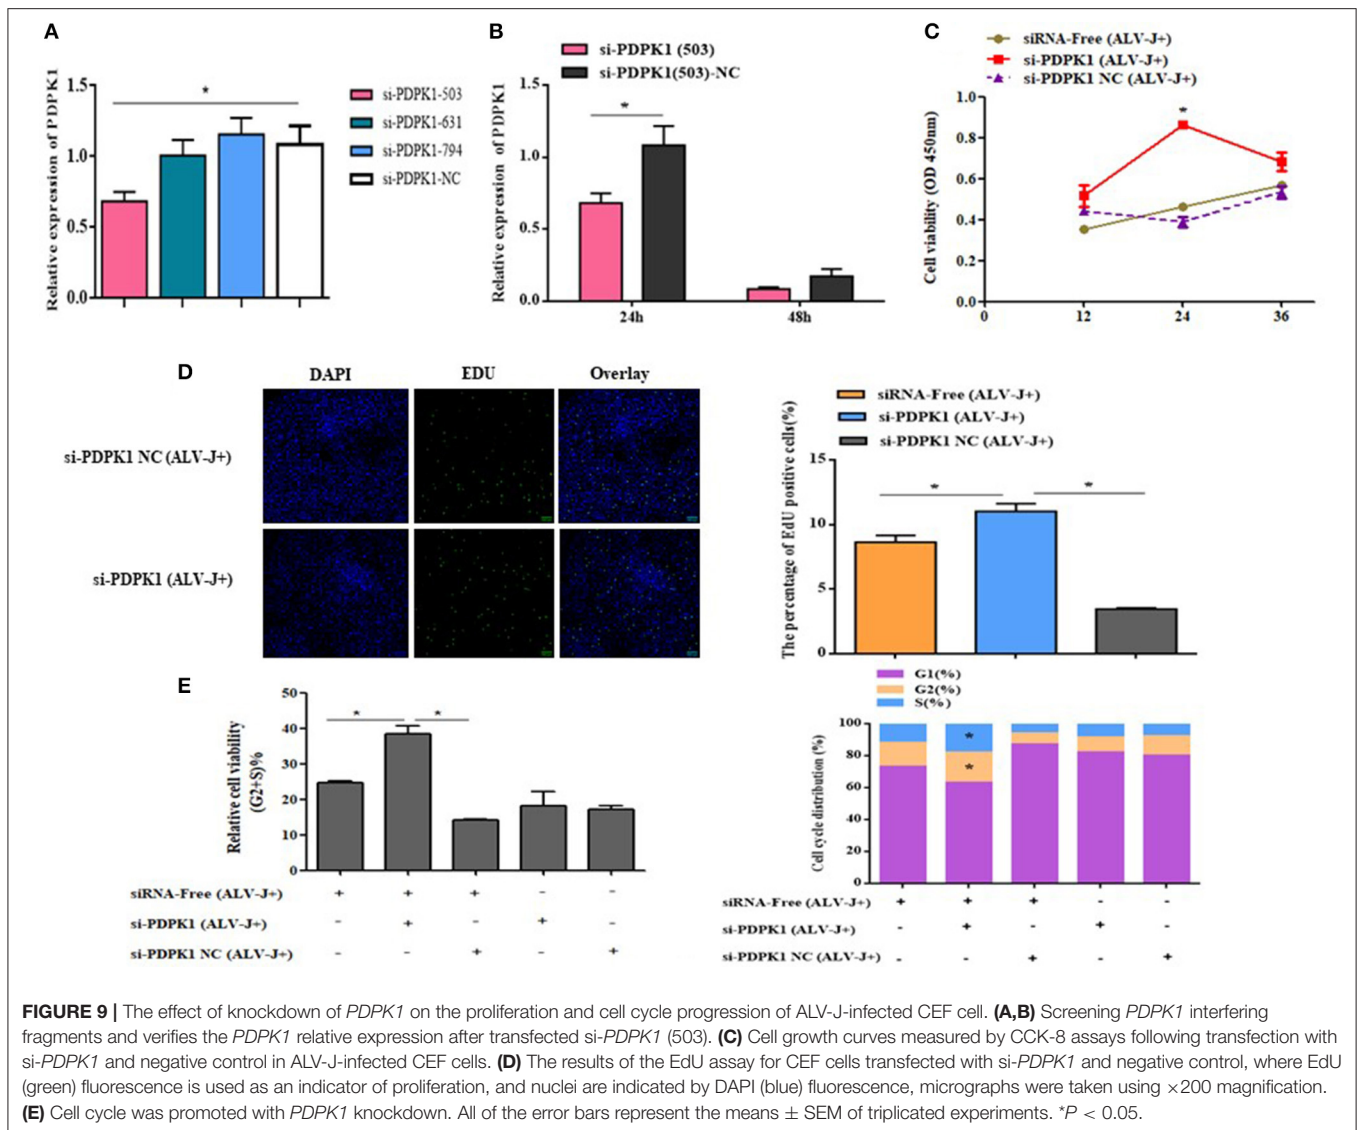 A
Relative expression of PDPK1
1.5
1.0
0.5
0.0
*
si-PDPK1-503
si-PDPK1-631
si-PDPK1-794
si-PDPK1-NC
B
si-PDPK1 (503)
si-PDPK1(503)-NC
Relative expression of PDPK1
1.5
1.0
0.5
0.0
*
24h 48h
C
siRNA-Free (ALV-J+)
si-PDPK1 (ALV-J+)
si-PDPK1 NC (ALV-J+)
Cell viability (OD 450nm)
1.0
0.8
0.6
0.4
0.2
0.0
*
0 12 24 36
D
DAPI EDU Overlay
si-PDPK1 NC (ALV-J+)
si-PDPK1 (ALV-J+)
siRNA-Free (ALV-J+)
si-PDPK1 (ALV-J+)
si-PDPK1 NC (ALV-J+)
The percentage of EdU positive cells(%)
15
10
5
0
* *
E
Relative cell viability
(G2+S)%
50
40
30
20
10
0
* *
siRNA-Free (ALV-J+) + + + - -
si-PDPK1 (ALV-J+) - + - + -
si-PDPK1 NC (ALV-J+) - - + - +
G1(%)
G2(%)
S(%)
Cell cycle distribution (%)
100
80
60
40
20
0
*
*
siRNA-Free (ALV-J+) + + + - -
si-PDPK1 (ALV-J+) - + - + -
si-PDPK1 NC (ALV-J+) - - + - +
FIGURE 9 | The effect of knockdown of PDPK1 on the proliferation and cell cycle progression of ALV-J-infected CEF cell. (A,B) Screening PDPK1 interfering
fragments and verifies the PDPK1 relative expression after transfected si-PDPK1 (503). (C) Cell growth curves measured by CCK-8 assays following transfection with
si-PDPK1 and negative control in ALV-J-infected CEF cells. (D) The results of the EdU assay for CEF cells transfected with si-PDPK1 and negative control, where EdU
(green) fluorescence is used as an indicator of proliferation, and nuclei are indicated by DAPI (blue) fluorescence, micrographs were taken using ×200 magnification.
(E) Cell cycle was promoted with PDPK1 knockdown. All of the error bars represent the means ± SEM of triplicated experiments. *P < 0.05.